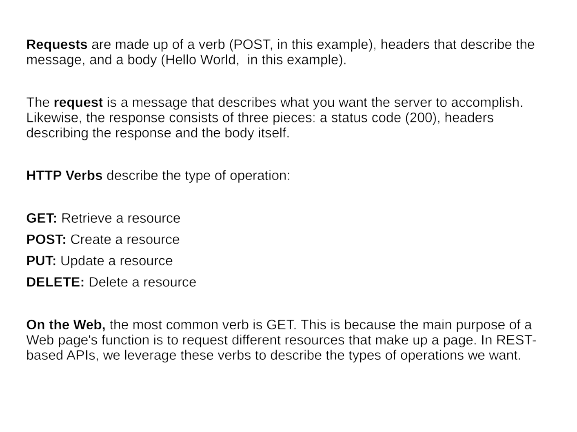 Requests are made up of a verb (POST, in this example), headers that describe the
message, and a body (Hello World,  in this example).
The request is a message that describes what you want the server to accomplish.
Likewise, the response consists of three pieces: a status code (200), headers
describing the response and the body itself.
HTTP Verbs describe the type of operation:
GET: Retrieve a resource
POST: Create a resource
PUT: Update a resource
DELETE: Delete a resource
On the Web, the most common verb is GET. This is because the main purpose of a
Web page's function is to request different resources that make up a page. In REST-
based APIs, we leverage these verbs to describe the types of operations we want.